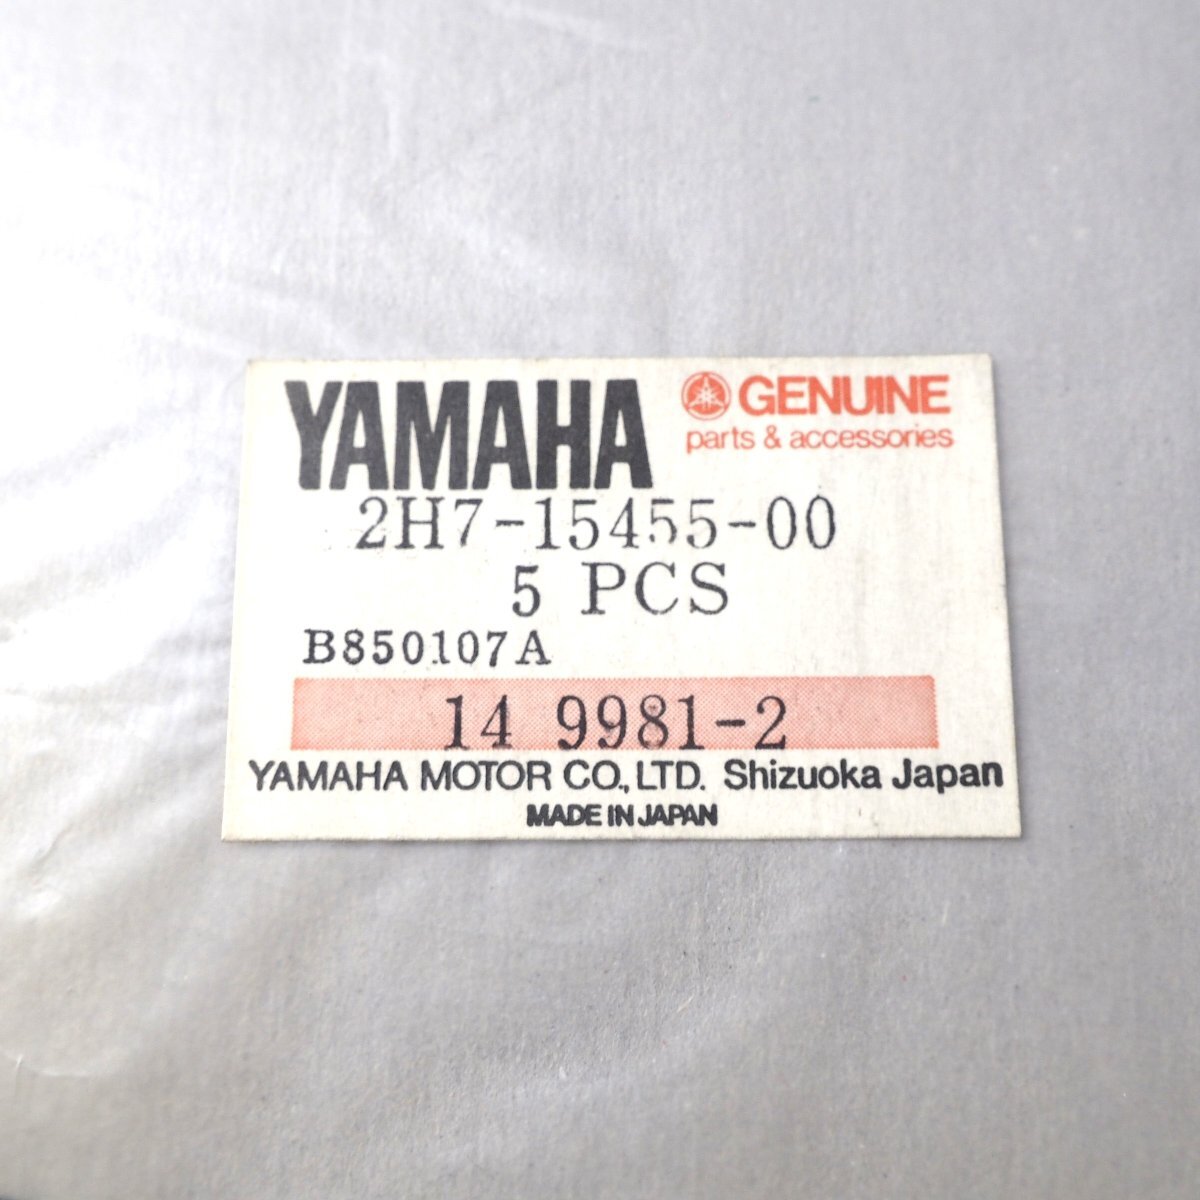 YAMAHA GENUINE
parts & accessories
2H7-15455-00
5 PCS
B850107A
14 9981-2
YAMAHA MOTOR CO., LTD. Shizuoka Japan
MADE IN JAPAN